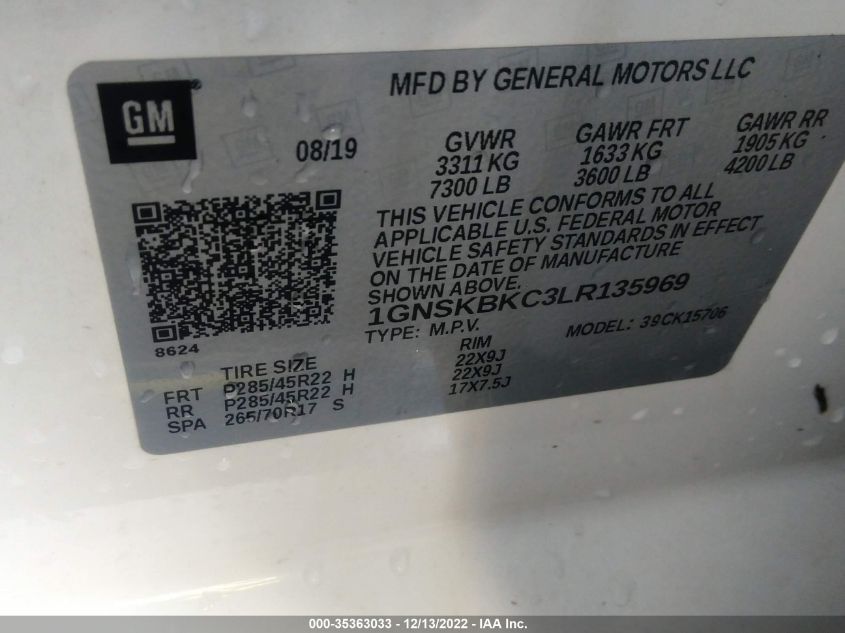 MFD BY GENERAL MOTORS LLC
GM
08/19
GVWR GAWR FRT GAWR RR
3311 KG 1633 KG 1905 KG
7300 LB 3600 LB 4200 LB
THIS VEHICLE CONFORMS TO ALL
APPLICABLE U.S. FEDERAL MOTOR
VEHICLE SAFETY STANDARDS IN EFFECT
ON THE DATE OF MANUFACTURE
SHOWN ABOVE.
1GNSKBKC3LR135969
TYPE: M.P.V. MODEL: 39CK15706
8624
TIRE SIZE RIM
FRT P285/45R22 H 22X9J
RR P285/45R22 H 22X9J
SPA 265/70R17 S 17X7.5J
000-35363033 - 12/13/2022 - IAA Inc.